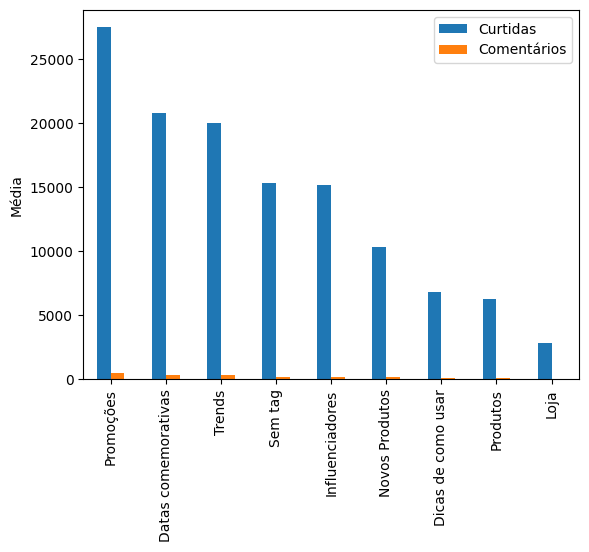 Curtidas
Comentários
Média
25000
20000
15000
10000
5000
0
Promoções
Datas comemorativas
Trends
Sem tag
Influenciadores
Novos Produtos
Dicas de como usar
Produtos
Loja